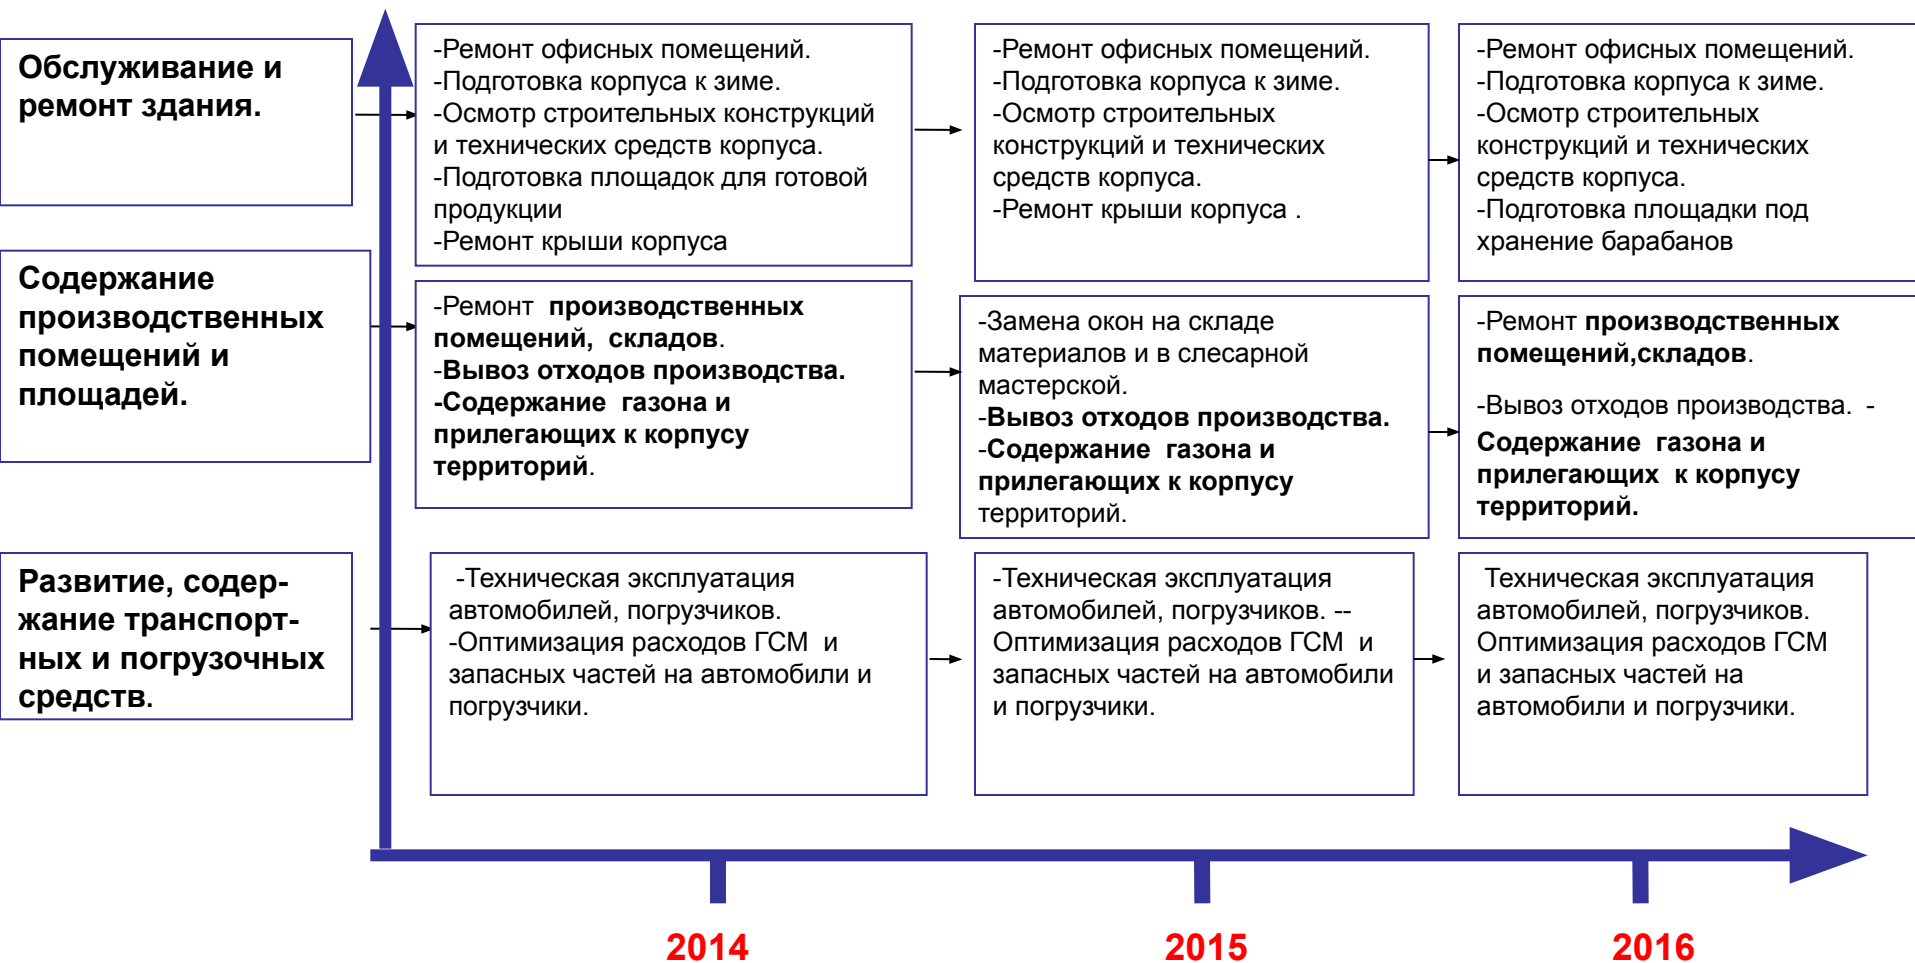 Обслуживание и
ремонт здания.
-Ремонт офисных помещений.
-Подготовка корпуса к зиме.
-Осмотр строительных конструкций
и технических средств корпуса.
-Подготовка площадок для готовой
продукции
-Ремонт крыши корпуса
-Ремонт офисных помещений.
-Подготовка корпуса к зиме.
-Осмотр строительных
конструкций и технических
средств корпуса.
-Ремонт крыши корпуса .
-Ремонт офисных помещений.
-Подготовка корпуса к зиме.
-Осмотр строительных
конструкций и технических
средств корпуса.
-Подготовка площадки под
хранение барабанов
Содержание
производственных
помещений и
площадей.
-Ремонт  производственных
помещений,  складов.
-Вывоз отходов производства.
-Содержание  газона и
прилегающих к корпусу
территорий.
-Замена окон на складе
материалов и в слесарной
мастерской.
-Вывоз отходов производства.
-Содержание  газона и
прилегающих к корпусу
территорий.
-Ремонт производственных
помещений,складов.
-Вывоз отходов производства.  -
Содержание  газона и
прилегающих  к корпусу
территорий.
Развитие, содер-
жание транспорт-
ных и погрузочных
средств.
-Техническая эксплуатация
автомобилей, погрузчиков.
-Оптимизация расходов ГСМ  и
запасных частей на автомобили и
погрузчики.
-Техническая эксплуатация
автомобилей, погрузчиков. --
Оптимизация расходов ГСМ  и
запасных частей на автомобили
и погрузчики.
Техническая эксплуатация
автомобилей, погрузчиков.
Оптимизация расходов ГСМ
и запасных частей на
автомобили и погрузчики.
2014
2015
2016